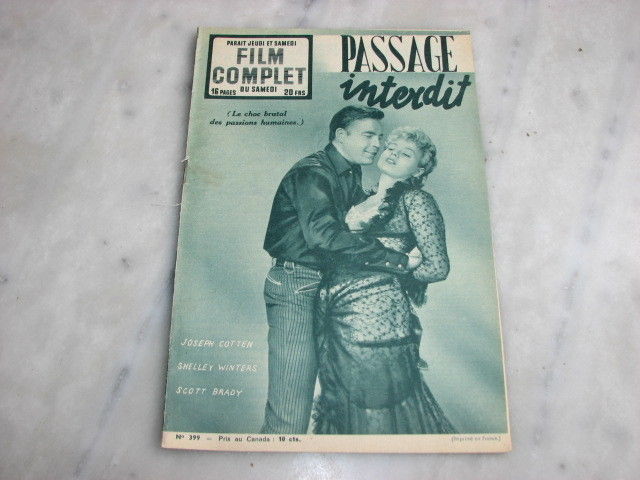 PARAIT JEUDI ET SAMEDI
FILM
COMPLET
DU SAMEDI
16 PAGES 20 FRS
PASSAGE
interdit
(Le choc brutal
des passions humaines.)
JOSEPH COTTEN
SHELLEY WINTERS
SCOTT BRADY
No 399 — Prix au Canada : 10 cts.
(Imprimé en France.)